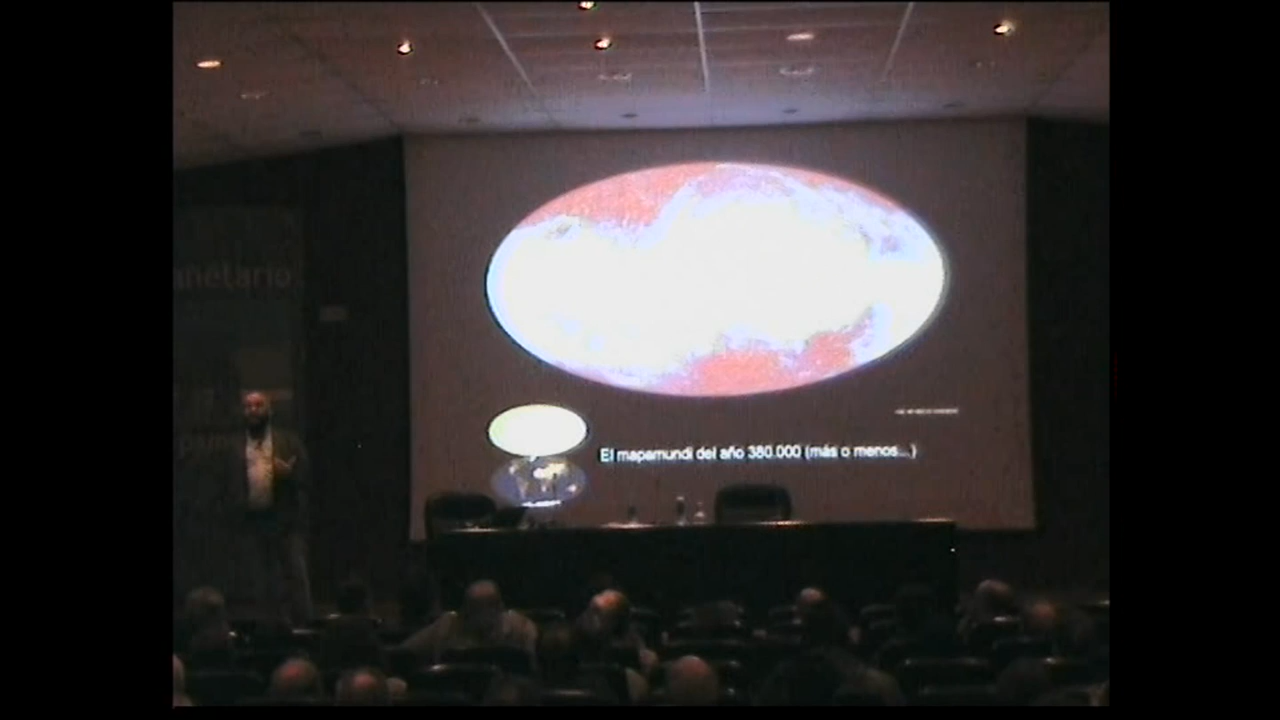 anetario
El mapamundi del año 380.000 (más o menos...)